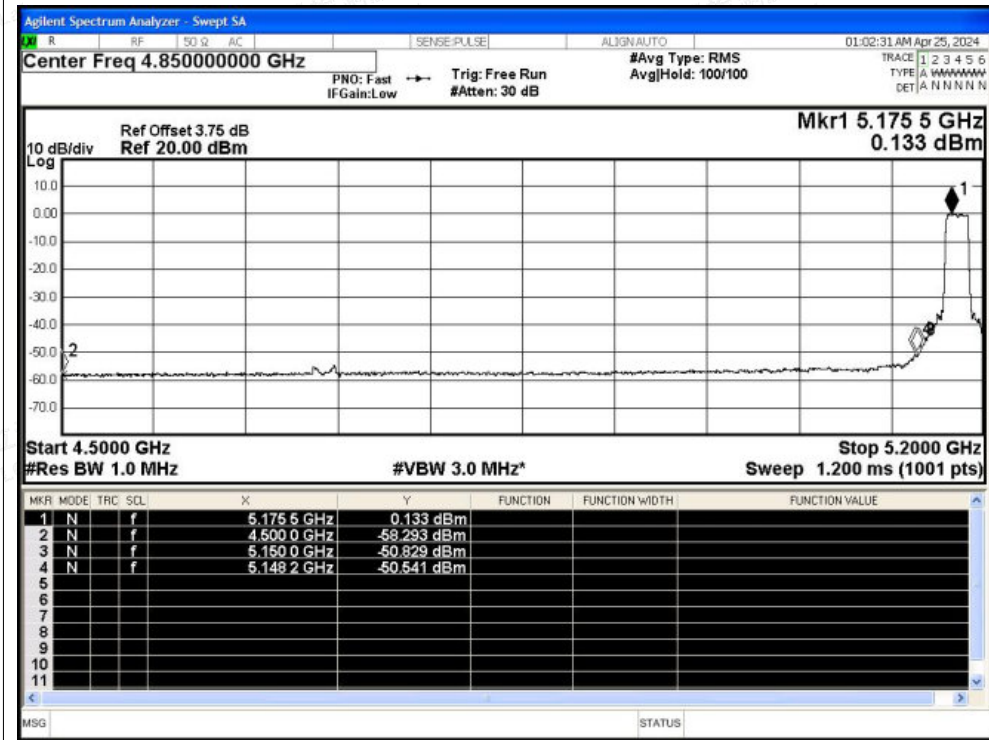 Agilent Spectrum Analyzer - Swept SA
R RF 50 Ω AC SENSE:PULSE ALIGN AUTO 01:02:31 AM Apr 25, 2024
Center Freq 4.850000000 GHz #Avg Type: RMS TRACE 1 2 3 4 5 6
PNO: Fast Trig: Free Run Avg|Hold: 100/100 TYPE A WWWWW
IFGain:Low #Atten: 30 dB DET A N N N N N
Mkr1 5.175 5 GHz
Ref Offset 3.75 dB
10 dB/div Ref 20.00 dBm 0.133 dBm
Log
10.0
1
0.00
-10.0
-20.0
-30.0
-40.0
-50.0 2
-60.0
-70.0
Start 4.5000 GHz Stop 5.2000 GHz
#Res BW 1.0 MHz #VBW 3.0 MHz* Sweep 1.200 ms (1001 pts)
MKR MODE TRC SCL X Y FUNCTION FUNCTION WIDTH FUNCTION VALUE
1 N f 5.175 5 GHz 0.133 dBm
2 N f 4.500 0 GHz -58.293 dBm
3 N f 5.150 0 GHz -50.829 dBm
4 N f 5.148 2 GHz -50.541 dBm
5
6
7
8
9
10
11
MSG STATUS